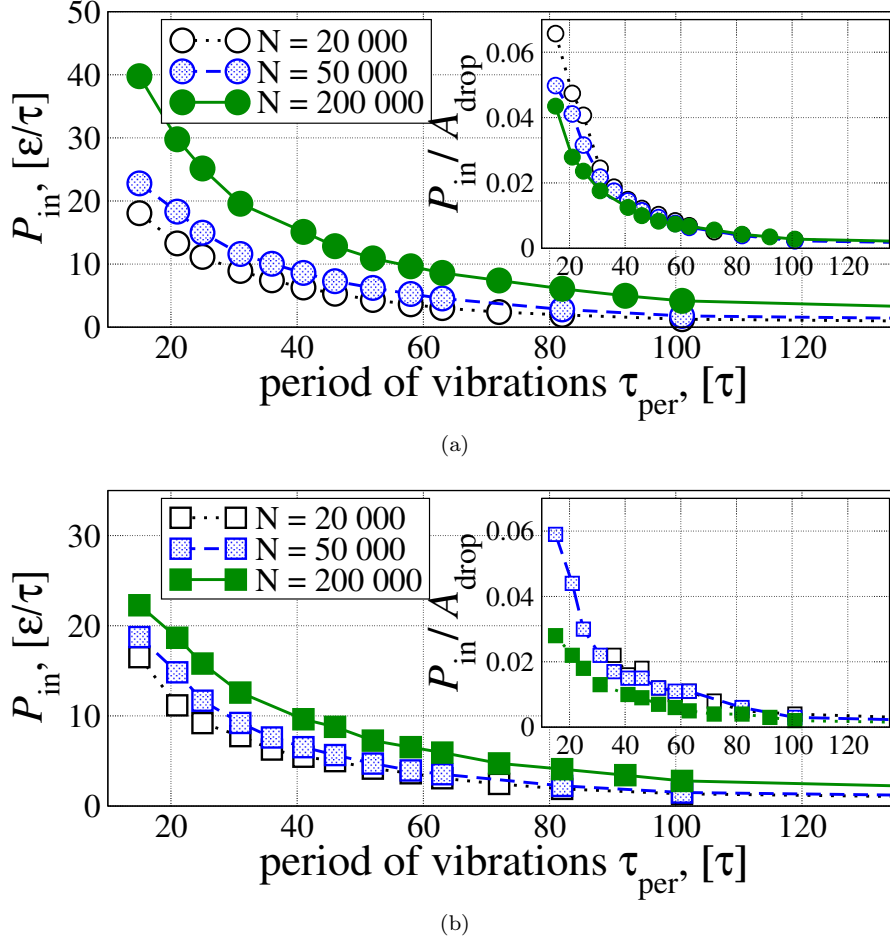 50
40
30
20
10
0
P_in, [ε/τ]
N = 20 000
N = 50 000
N = 200 000
0.06
0.04
0.02
0
P_in / A_drop
20 40 60 80 100 120
20 40 60 80 100 120
period of vibrations τ_per, [τ]
(a)
30
20
10
0
P_in, [ε/τ]
N = 20 000
N = 50 000
N = 200 000
0.06
0.04
0.02
0
P_in / A_drop
20 40 60 80 100 120
20 40 60 80 100 120
period of vibrations τ_per, [τ]
(b)